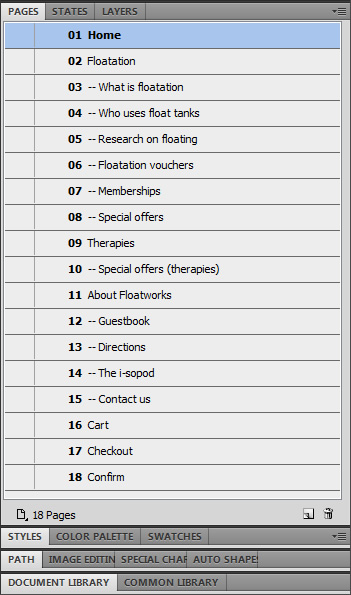 PAGES STATES LAYERS
01 Home
02 Floatation
03 -- What is floatation
04 -- Who uses float tanks
05 -- Research on floating
06 -- Floatation vouchers
07 -- Memberships
08 -- Special offers
09 Therapies
10 -- Special offers (therapies)
11 About Floatworks
12 -- Guestbook
13 -- Directions
14 -- The i-sopod
15 -- Contact us
16 Cart
17 Checkout
18 Confirm
18 Pages
STYLES COLOR PALETTE SWATCHES
PATH IMAGE EDITIN SPECIAL CHAR AUTO SHAPES
DOCUMENT LIBRARY COMMON LIBRARY